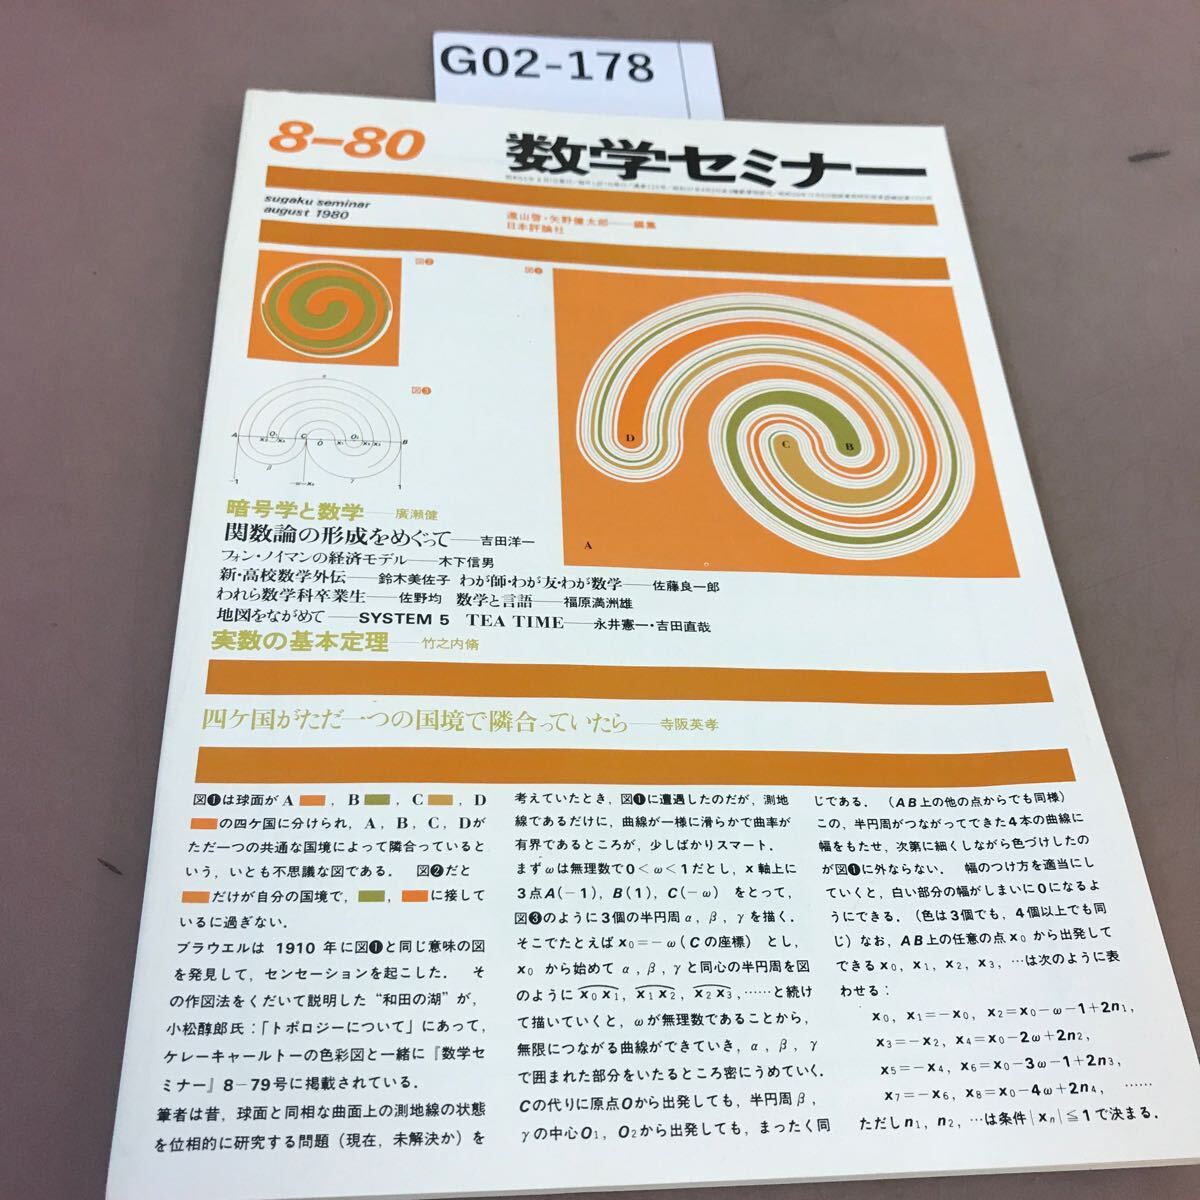 G02-178
8-80
数学セミナー
sugaku seminar
august 1980
遠山啓・矢野健太郎——編集
日本評論社
図❷
図❶
図❸
D
C
B
A
暗号学と数学——廣瀬健
関数論の形成をめぐって——吉田洋一
フォン・ノイマンの経済モデル——木下信男
新・高校数学外伝——鈴木美佐子 わが師・わが友・わが数学——佐藤良一郎
われら数学科卒業生——佐野均 数学と言語——福原満洲雄
地図をながめて——SYSTEM 5 TEA TIME——永井憲一・吉田直哉
実数の基本定理——竹之内脩
四ケ国がただ一つの国境で隣合っていたら——寺阪英孝
図❶は球面が A , B , C , D
の四ケ国に分けられ, A, B, C, Dが
ただ一つの共通な国境によって隣合っていると
いう, いとも不思議な図である. 図❷だと
だけが自分の国境で, , に接して
いるに過ぎない.
ブラウエルは 1910 年に図❶と同じ意味の図
を発見して, センセーションを起こした. そ
の作図法をくだいて説明した“和田の湖”が,
小松醇郎氏:「トポロジーについて」にあって,
ケレーキャールトーの色彩図と一緒に『数学セ
ミナー』8-79号に掲載されている.
筆者は昔, 球面と同相な曲面上の測地線の状態
を位相的に研究する問題 (現在, 未解決か) を
考えていたとき, 図❶に遭遇したのだが, 測地
線であるだけに, 曲線が一様に滑らかで曲率が
有界であるところが, 少しばかりスマート.
まずωは無理数で0<ω<1だとし, x 軸上に
3点A(-1), B(1), C(-ω) をとって,
図❸のように3個の半円周 α, β, γを描く.
そこでたとえば x0=-ω(Cの座標) とし,
x0 から始めて α, β, γと同心の半円周を図
のように x0x1, x1x2, x2x3, ……と続け
て描いていくと, ωが無理数であることから,
無限につながる曲線ができていき, α, β, γ
で囲まれた部分をいたるところ密にうめていく.
Cの代りに原点Oから出発しても, 半円周β,
γの中心O1, O2から出発しても, まったく同
じである. (AB上の他の点からでも同様)
この, 半円周がつながってできた4本の曲線に
幅をもたせ, 次第に細くしながら色づけしたの
が図❶に外ならない. 幅のつけ方を適当にし
ていくと, 白い部分の幅がしまいに0になるよ
うにできる. (色は3個でも, 4個以上でも同
じ) なお, AB上の任意の点x0 から出発して
できる x0, x1, x2, x3, …は次のように表
わせる:
x0, x1=-x0, x2=x0-ω-1+2n1,
x3=-x2, x4=x0-2ω+2n2,
x5=-x4, x6=x0-3ω-1+2n3,
x7=-x6, x8=x0-4ω+2n4, ……
ただしn1, n2, …は条件|xn|≦1で決まる.